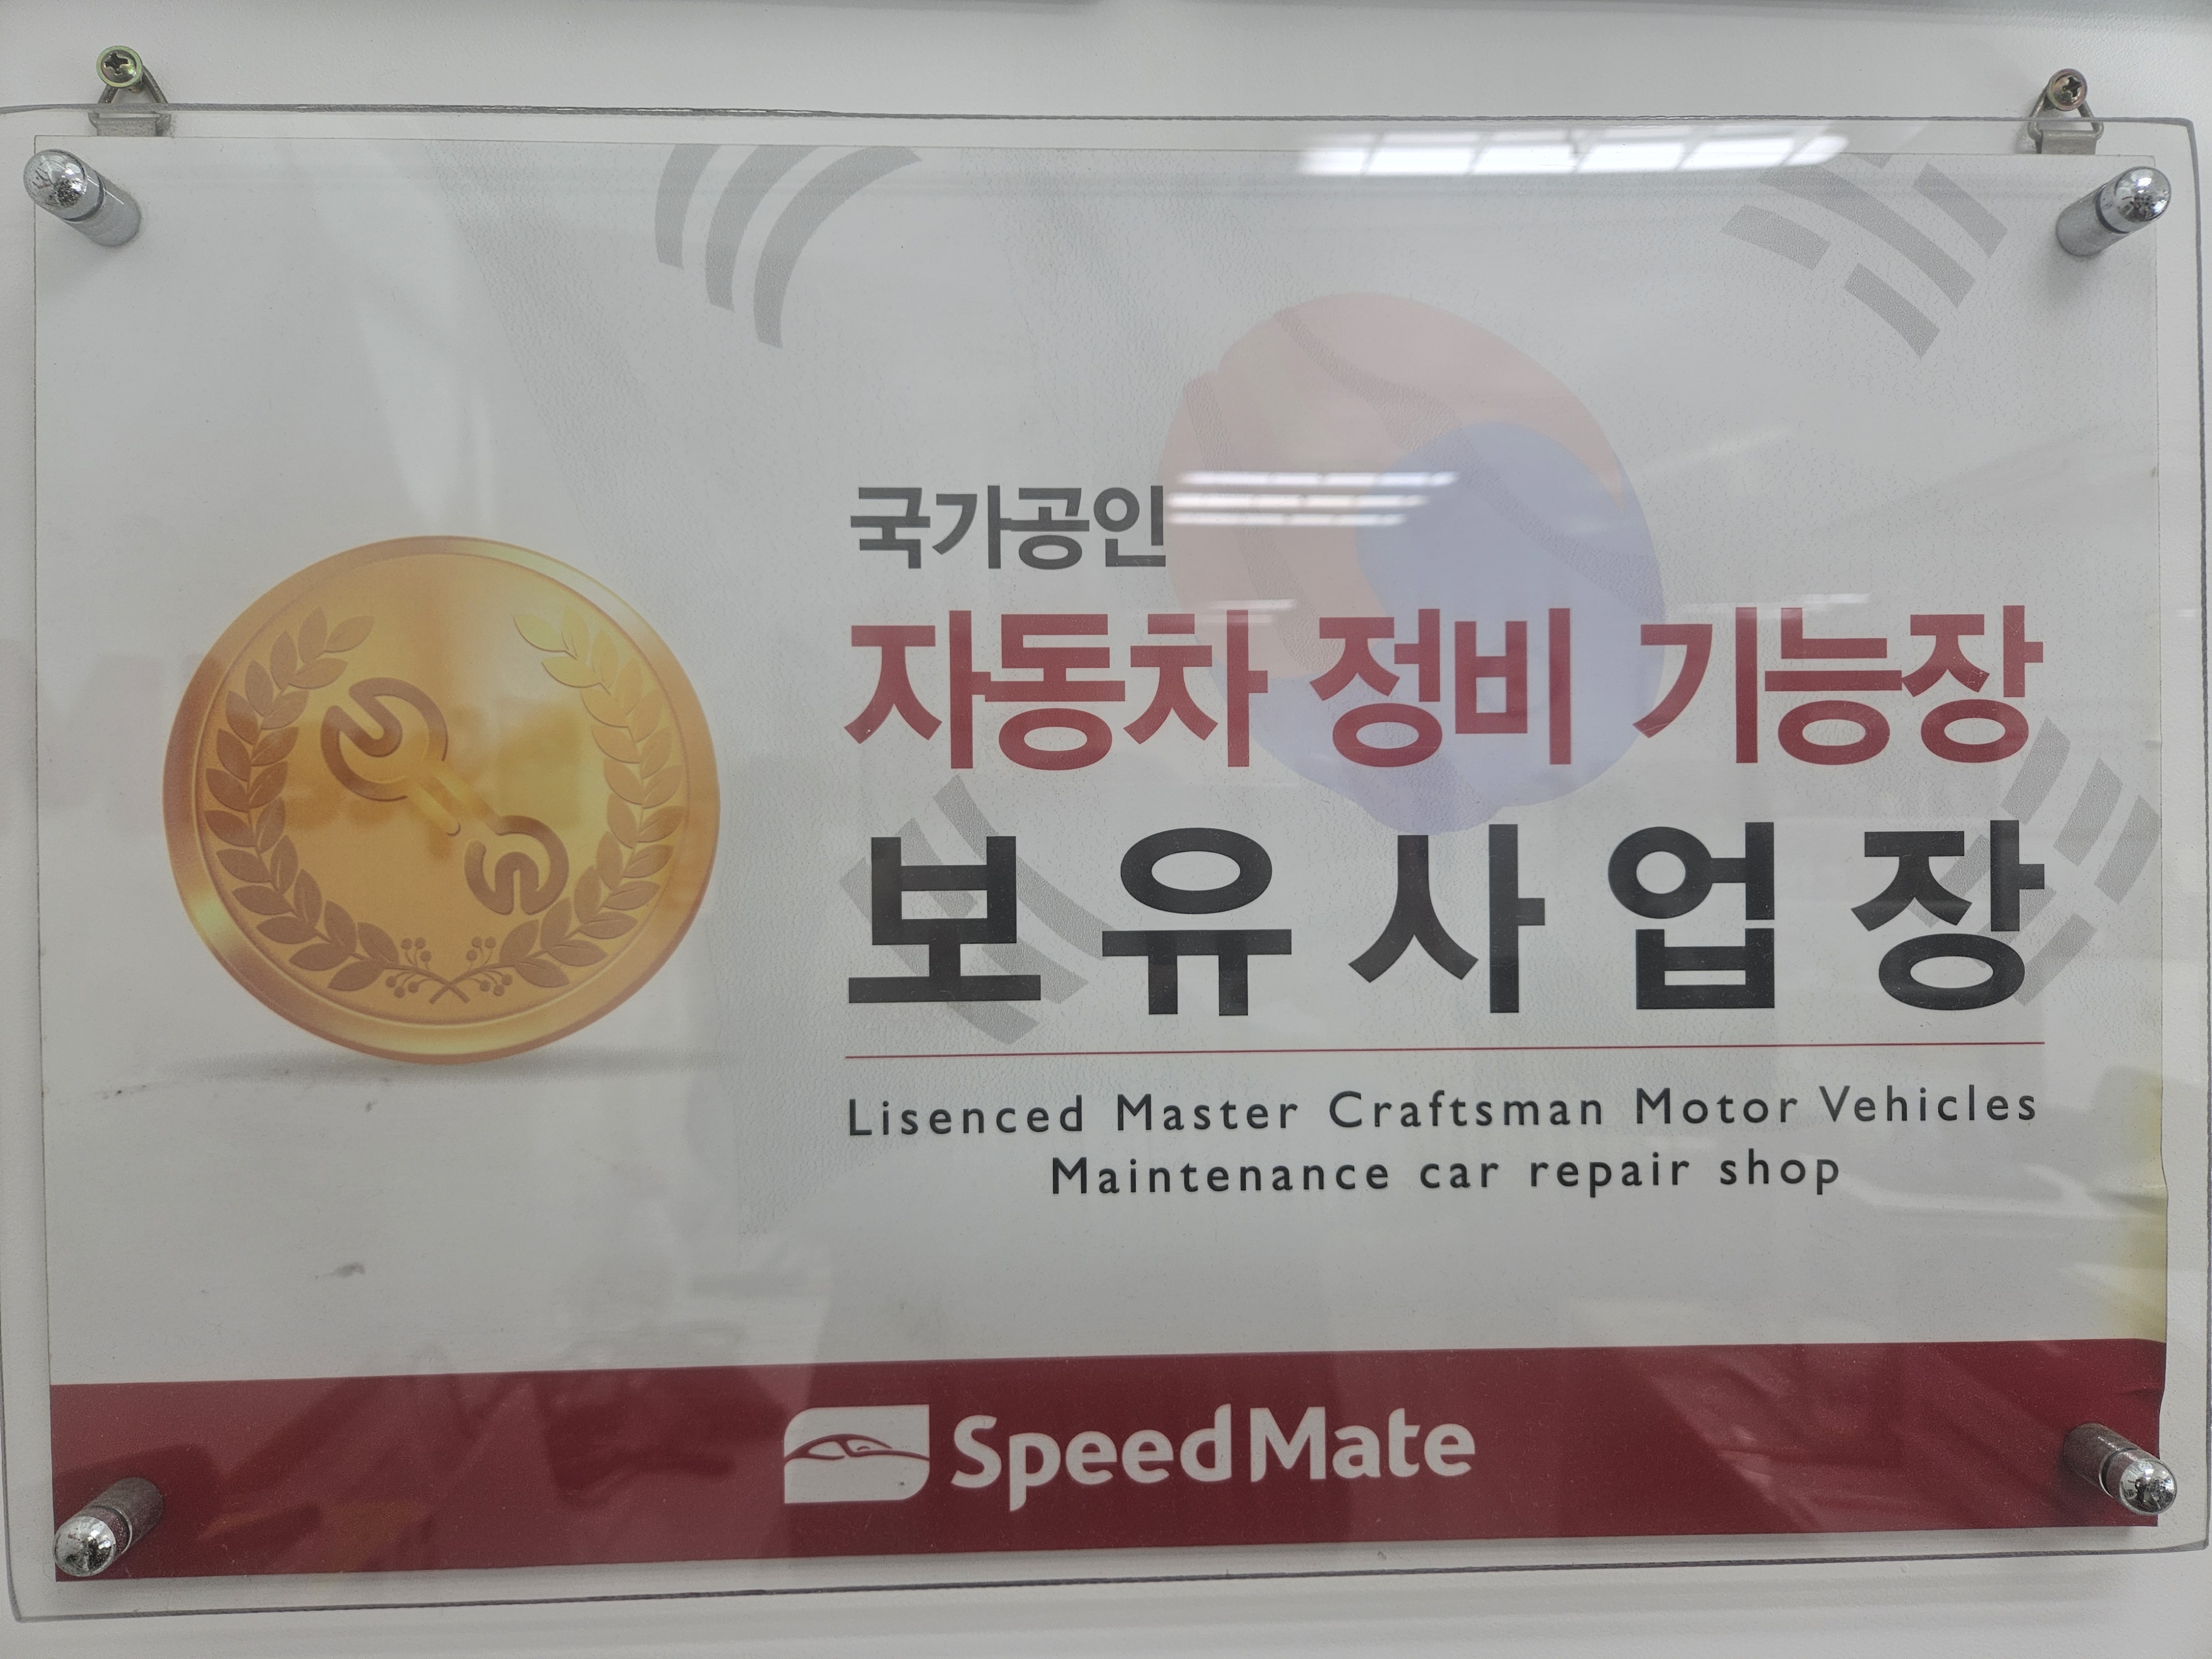 국가공인
자동차 정비 기능장
보유사업장
Lisenced Master Craftsman Motor Vehicles
Maintenance car repair shop
SpeedMate